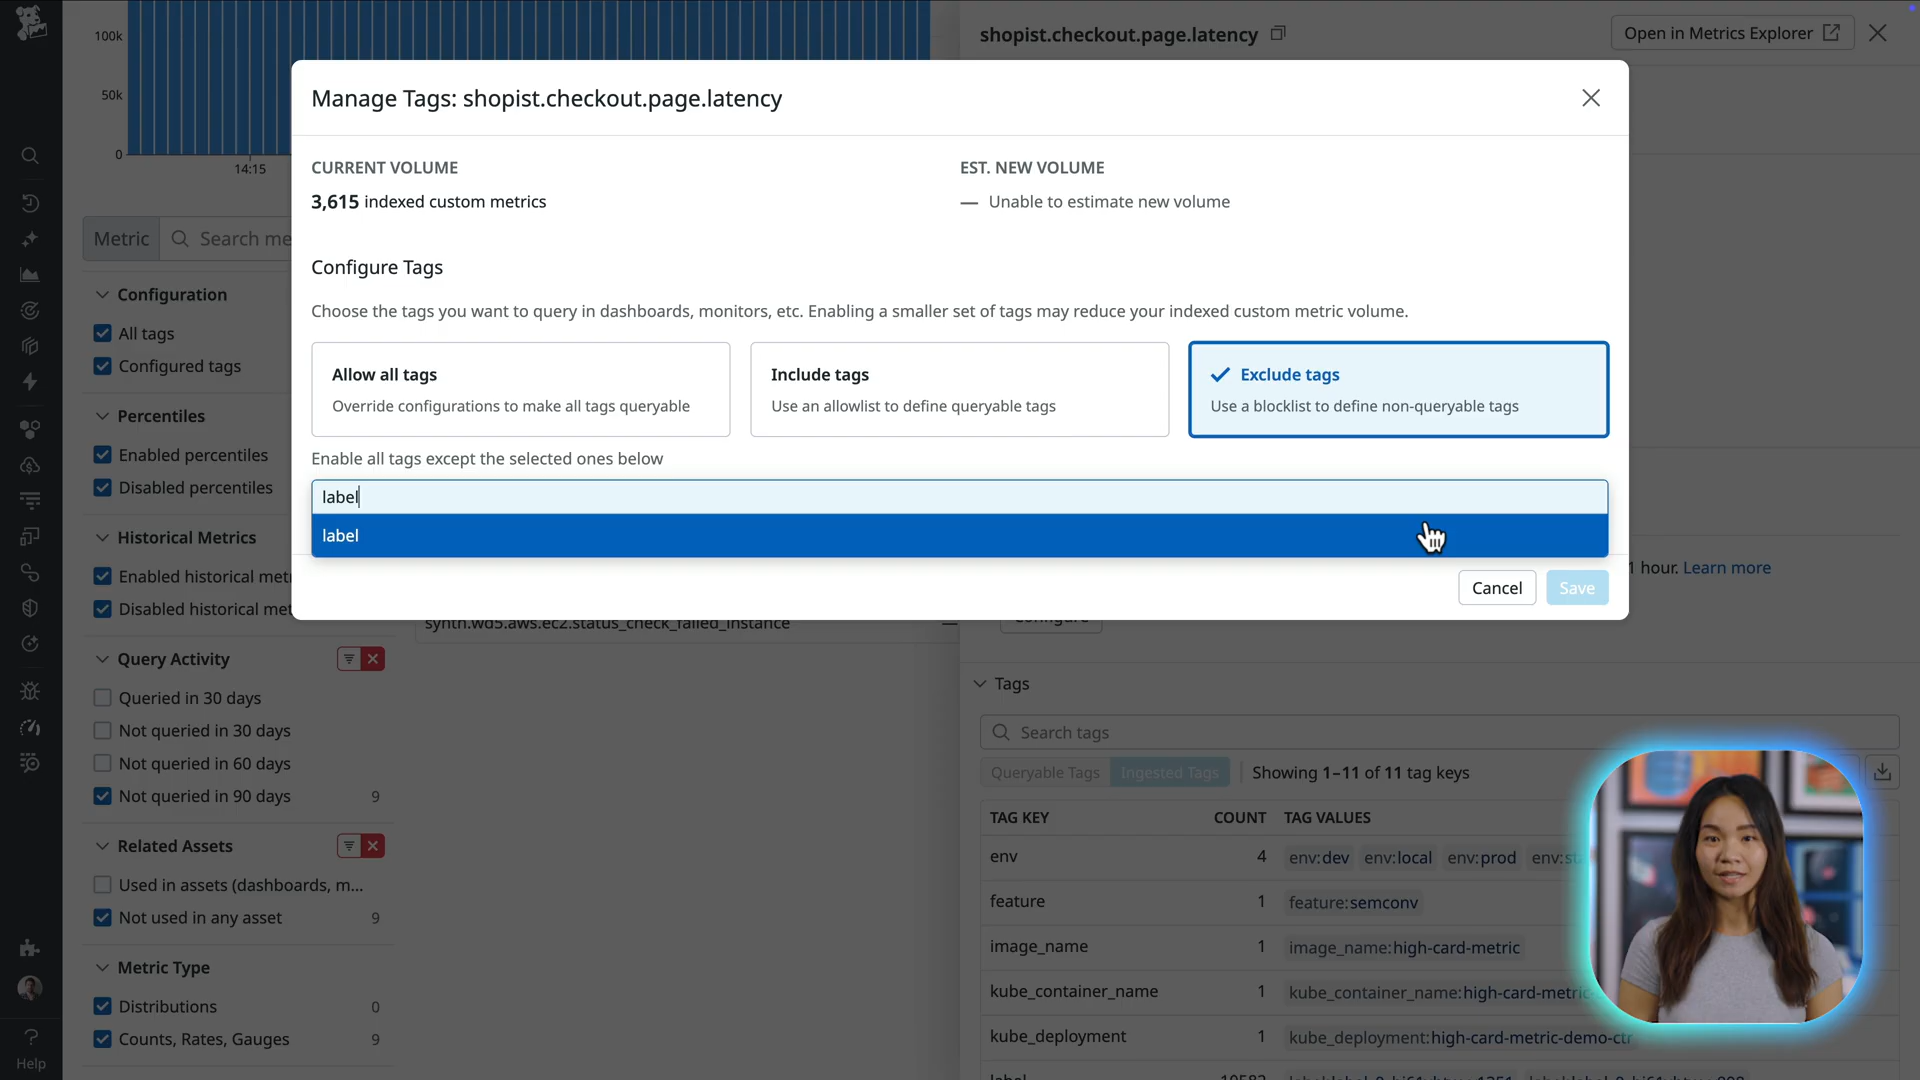 100k
50k
0
14:15
shopist.checkout.page.latency
Open in Metrics Explorer
Manage Tags: shopist.checkout.page.latency
CURRENT VOLUME
3,615 indexed custom metrics
EST. NEW VOLUME
— Unable to estimate new volume
Configure Tags
Choose the tags you want to query in dashboards, monitors, etc. Enabling a smaller set of tags may reduce your indexed custom metric volume.
Allow all tags
Override configurations to make all tags queryable
Include tags
Use an allowlist to define queryable tags
Exclude tags
Use a blocklist to define non-queryable tags
Enable all tags except the selected ones below
label
label
Cancel
Save
Metric
Search me
Configuration
All tags
Configured tags
Percentiles
Enabled percentiles
Disabled percentiles
Historical Metrics
Enabled historical met
Disabled historical me
Query Activity
Queried in 30 days
Not queried in 30 days
Not queried in 60 days
Not queried in 90 days 9
Related Assets
Used in assets (dashboards, m...
Not used in any asset 9
Metric Type
Distributions 0
Counts, Rates, Gauges 9
Help
synth.wd5.aws.ec2.status_check_failed_instance
1 hour. Learn more
Configure
Tags
Search tags
Queryable Tags
Ingested Tags
Showing 1–11 of 11 tag keys
TAG KEY COUNT TAG VALUES
env 4 env:dev env:local env:prod env:st
feature 1 feature:semconv
image_name 1 image_name:high-card-metric
kube_container_name 1 kube_container_name:high-card-metric-
kube_deployment 1 kube_deployment:high-card-metric-demo-ctr
label